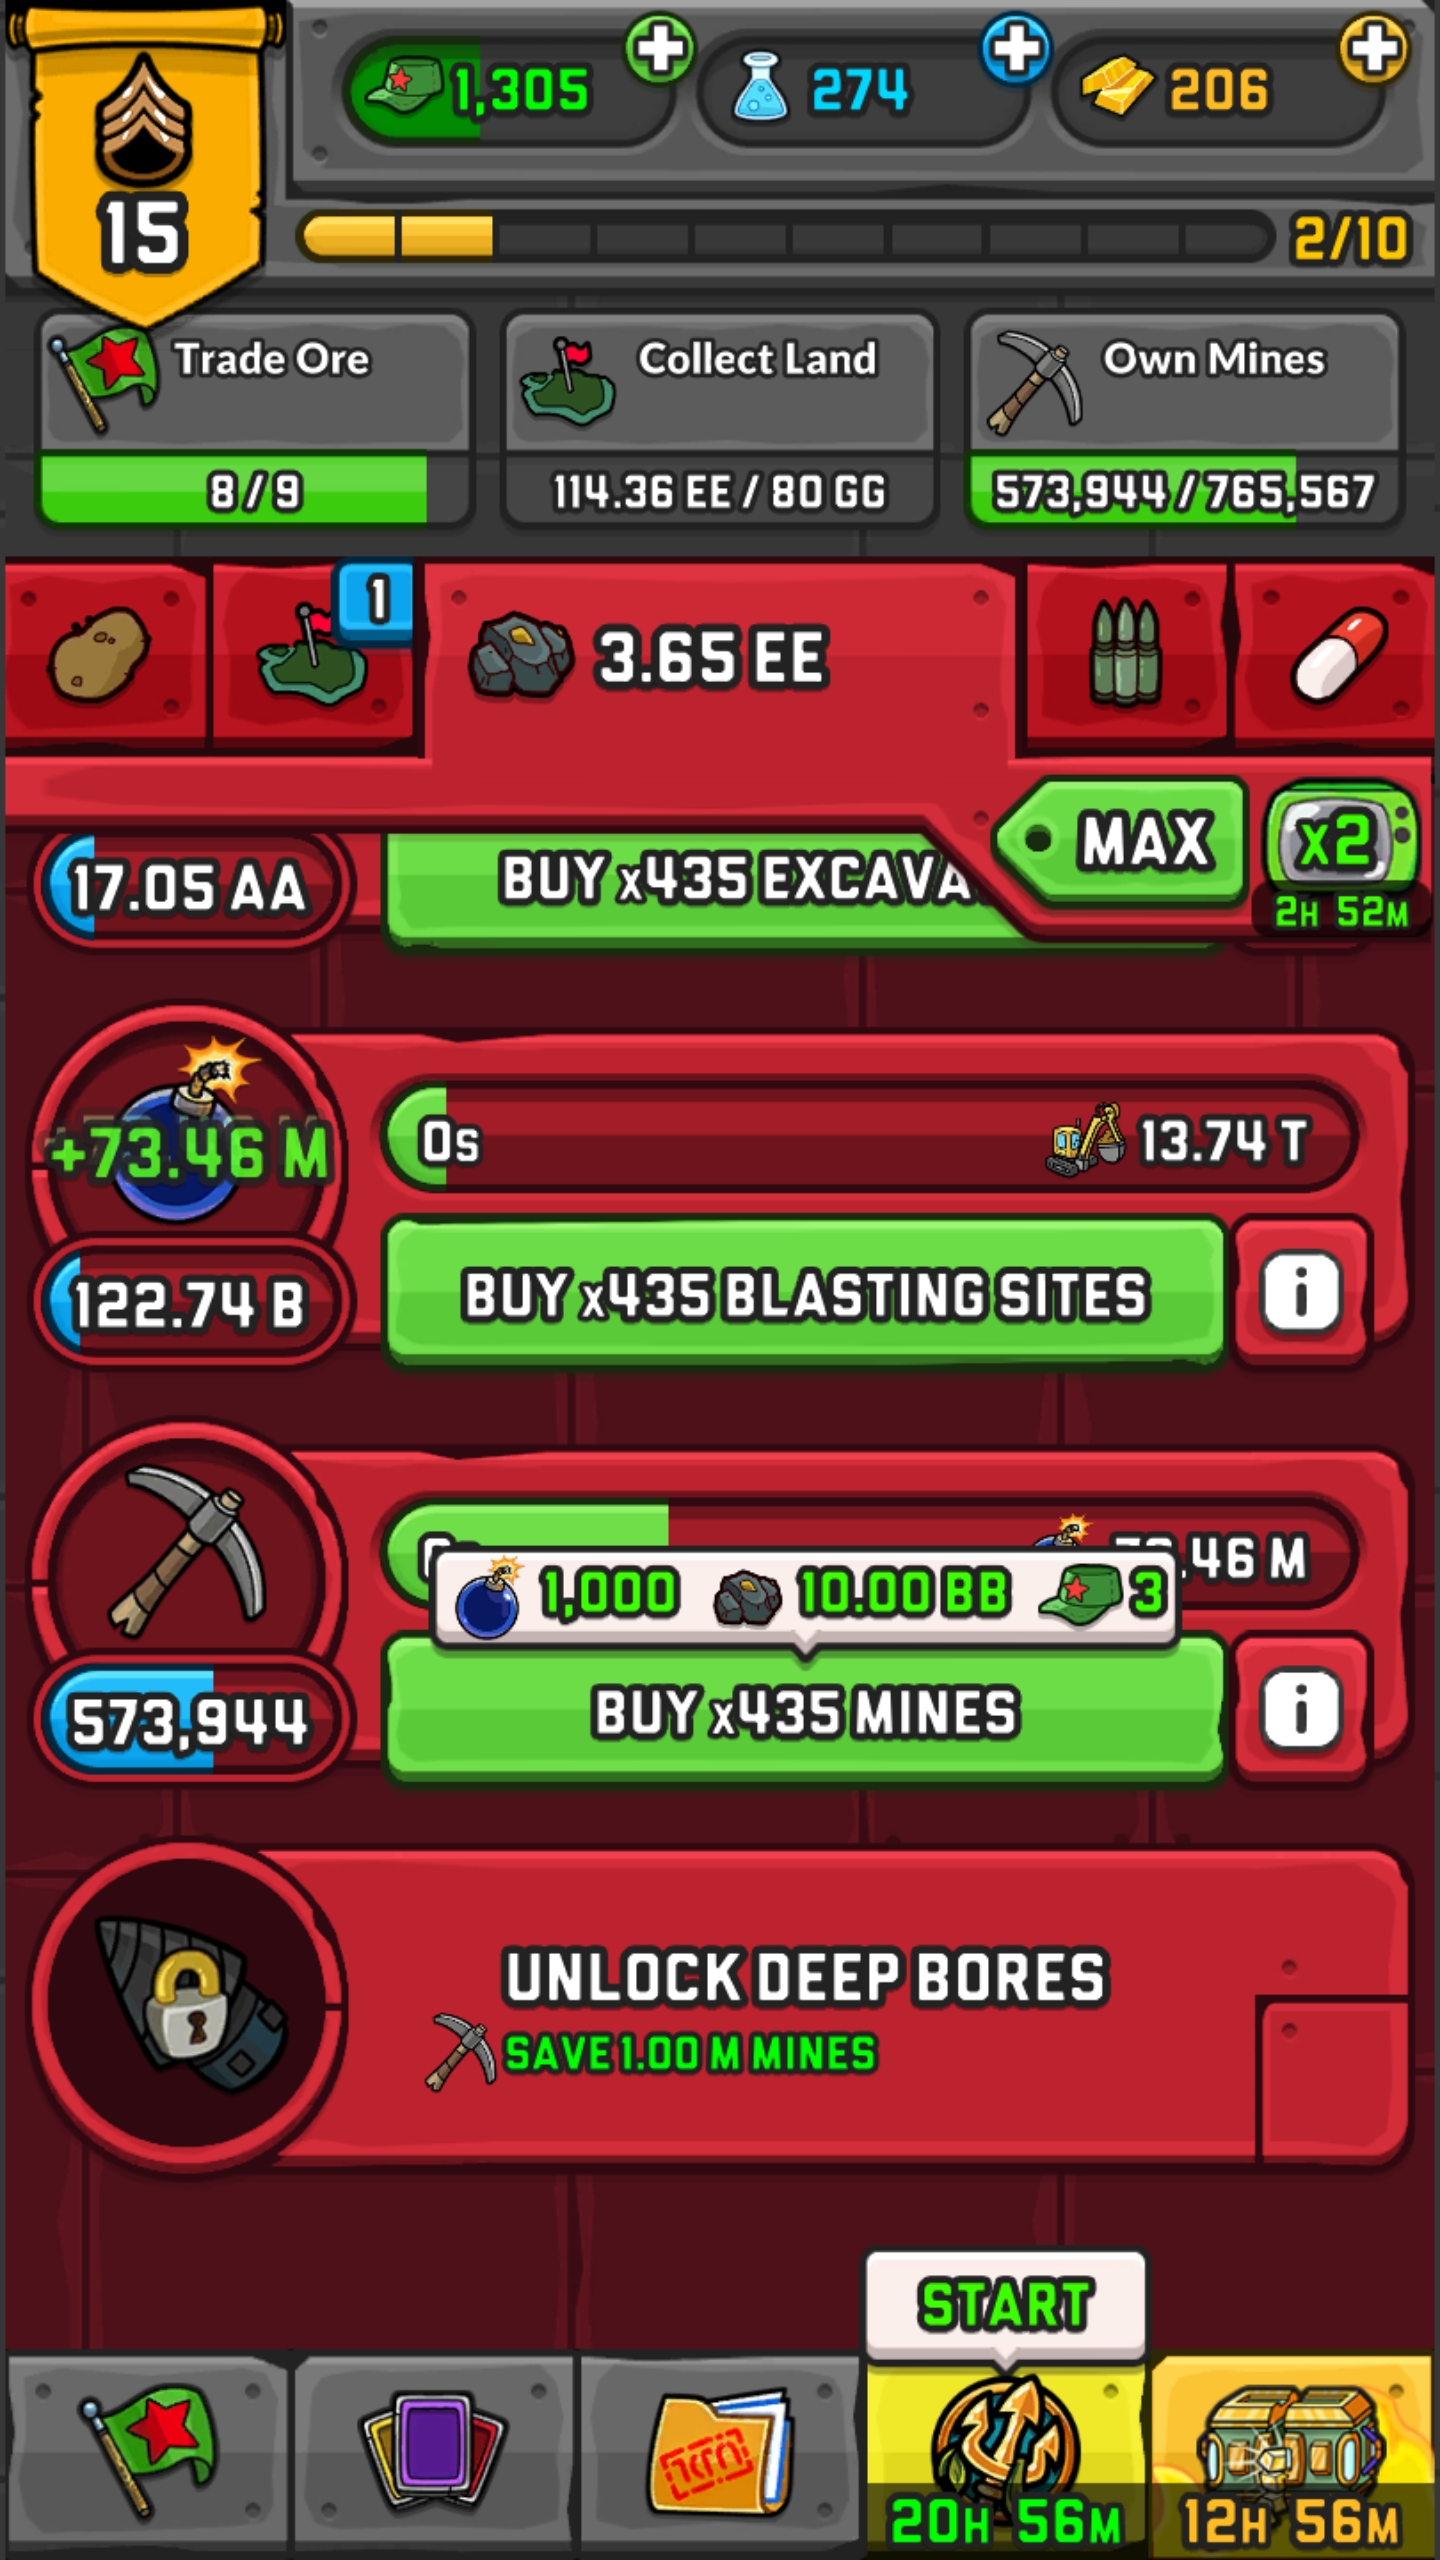 1,305
274
206
15
2/10
Trade Ore
Collect Land
Own Mines
8/9
114.36 EE / 80 GG
573,944 / 765,567
1
3.65 EE
MAX
x2
2H 52M
17.05 AA
BUY x435 EXCAVA
+73.46 M
0s
13.74 T
122.74 B
BUY x435 BLASTING SITES
i
.46 M
1,000
10.00 BB
3
573,944
BUY x435 MINES
i
UNLOCK DEEP BORES
SAVE 1.00 M MINES
START
20H 56M
12H 56M